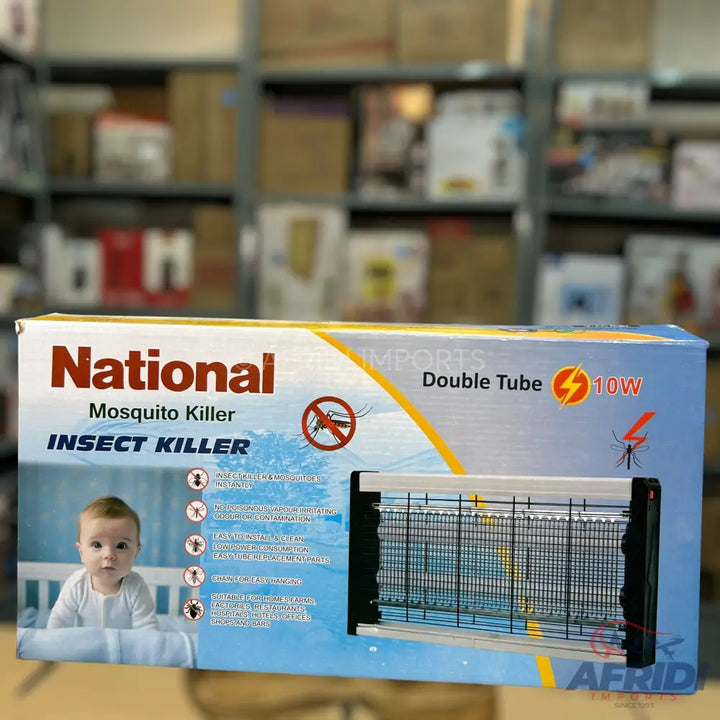 National
Mosquito Killer
INSECT KILLER
Double Tube
10W
INSECT KILLER & MOSQUITOES
INSTANTLY
NO POISONOUS VAPOUR IRRITATING
ODOUR OR CONTAMINATION
EASY TO INSTALL & CLEAN
LOW POWER CONSUMPTION
EASY TUBE REPLACEMENT PARTS
CHAIN FOR EASY HANGING
SUITABLE FOR HOMES FARMS,
FACTORIES, RESTAURANTS
HOSPITALS, HOTELS, OFFICES
SHOPS AND BARS
IMPORTS
AFRIDI
IMPORTS
SINCE 1993